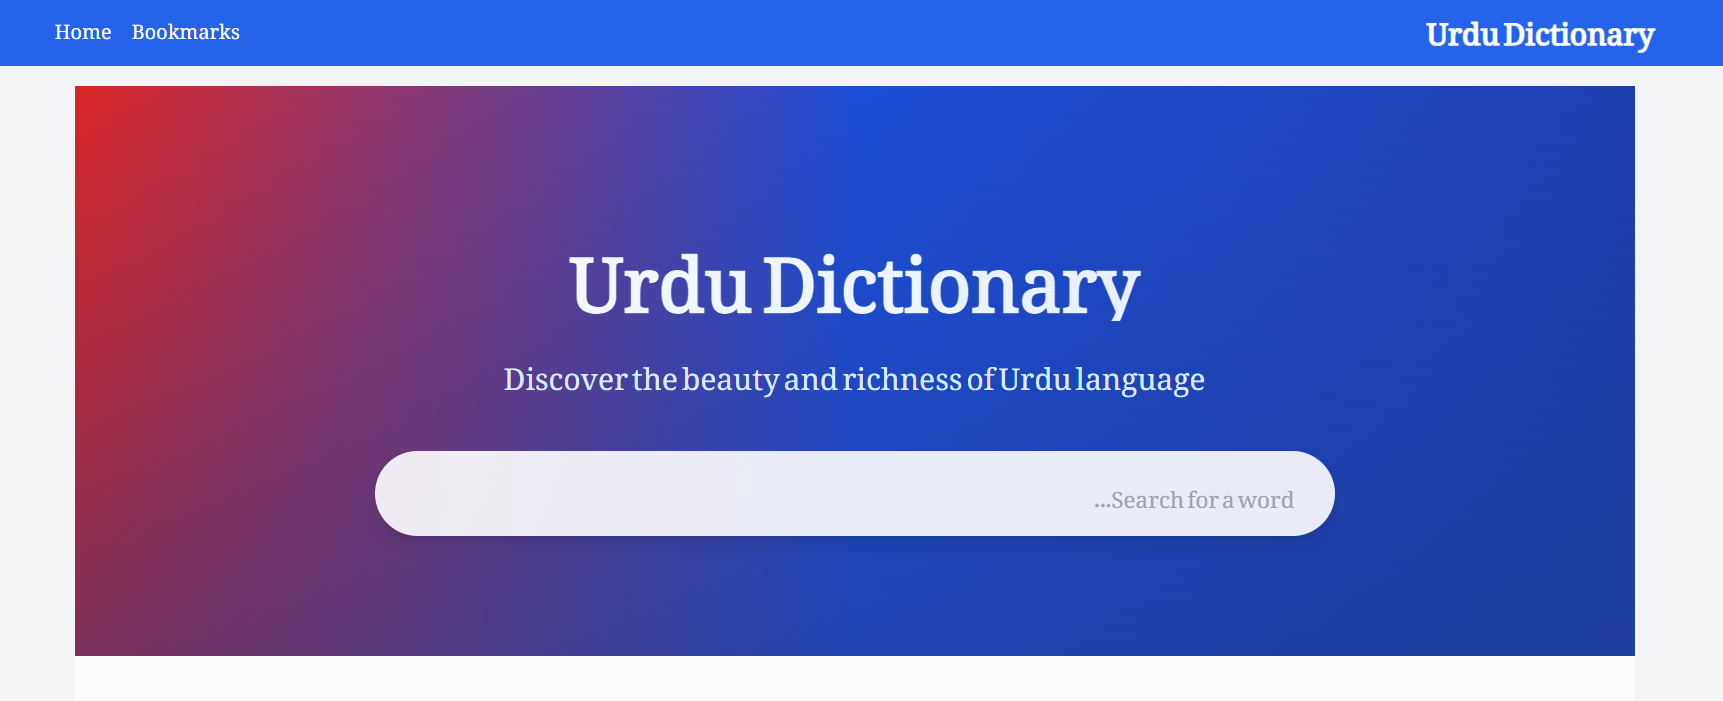 Home Bookmarks
Urdu Dictionary
Urdu Dictionary
Discover the beauty and richness of Urdu language
...Search for a word